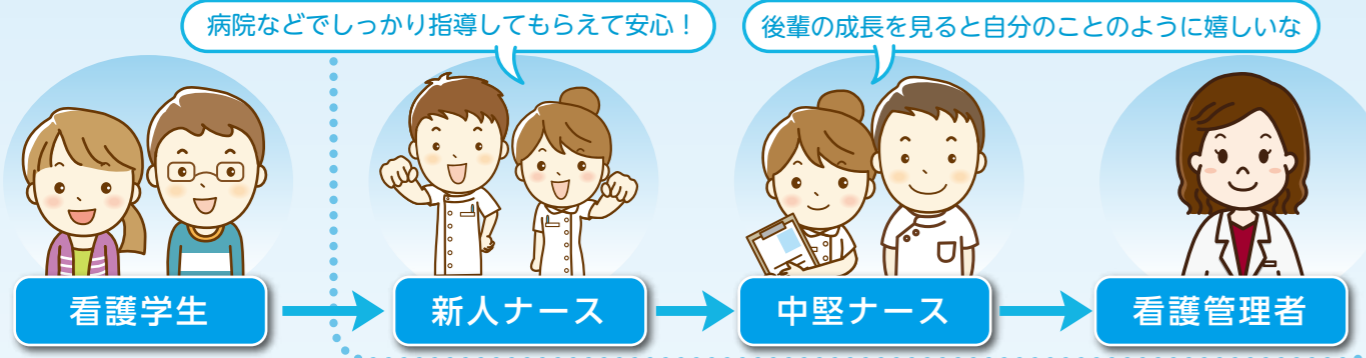 病院などでしっかり指導してもらえて安心！
後輩の成長を見ると自分のことのように嬉しいな
看護学生
新人ナース
中堅ナース
看護管理者